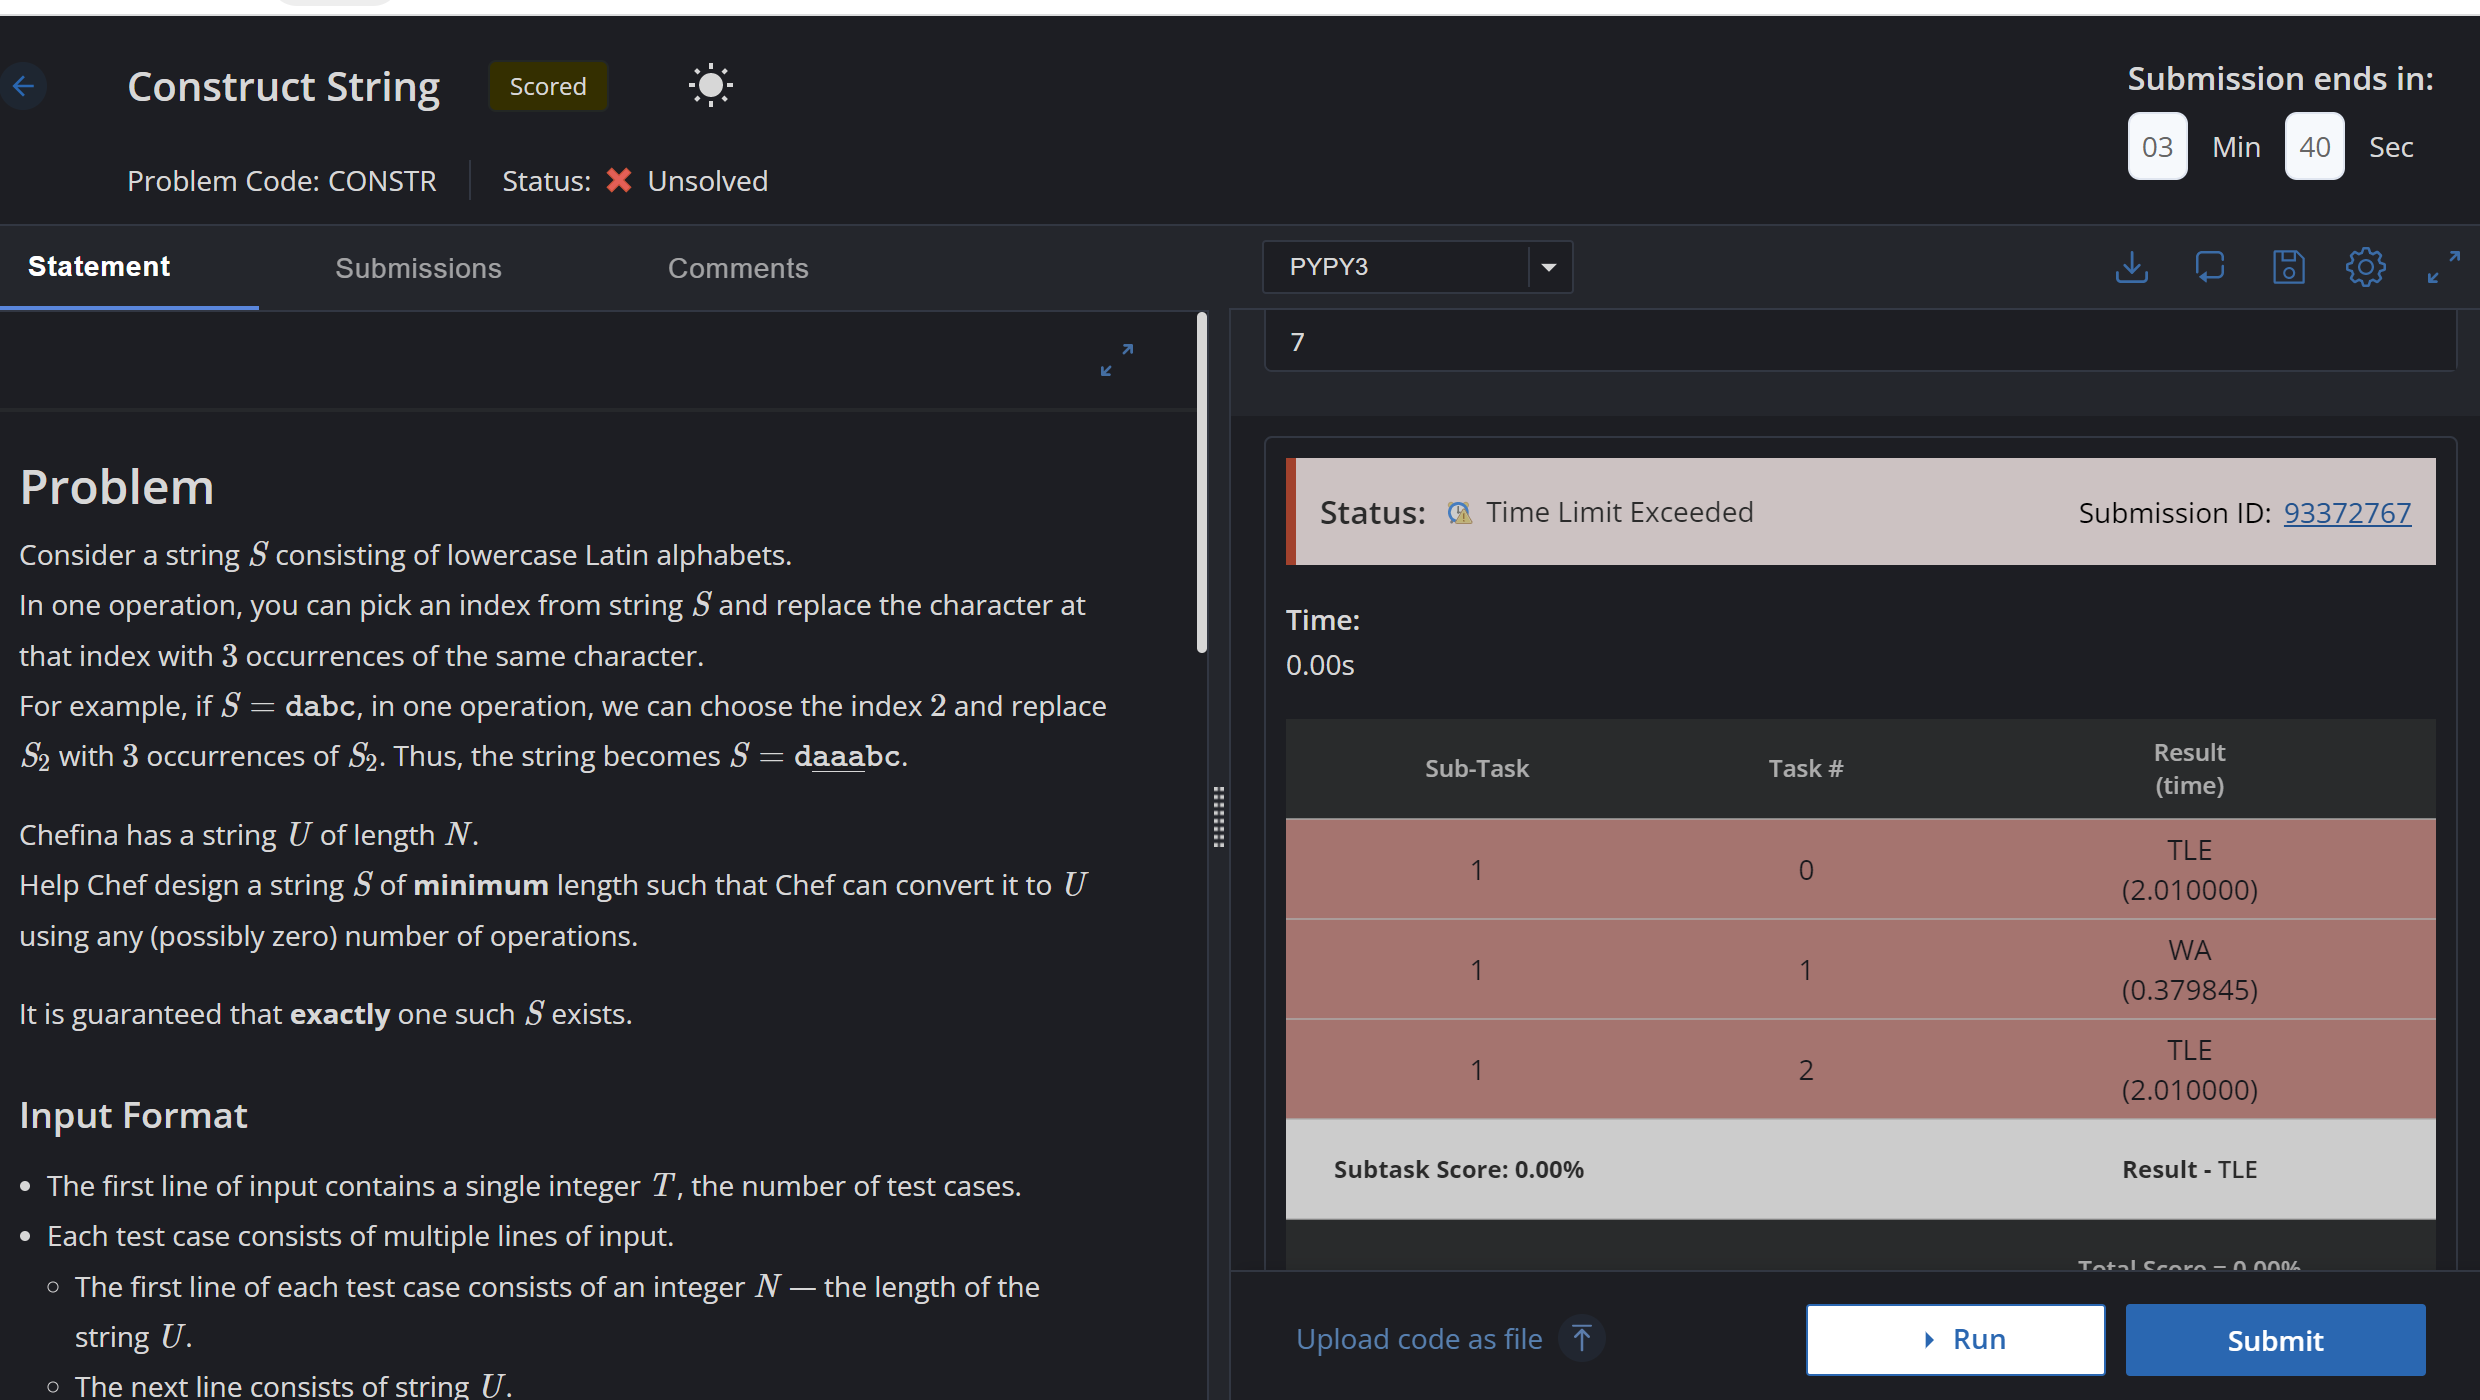 Construct String
Scored
Submission ends in:
03 Min 40 Sec
Problem Code: CONSTR
Status: ❌ Unsolved
Statement
Submissions
Comments
PYPY3
Problem
Consider a string S consisting of lowercase Latin alphabets.
In one operation, you can pick an index from string S and replace the character at
that index with 3 occurrences of the same character.
For example, if S = dabc, in one operation, we can choose the index 2 and replace
S₂ with 3 occurrences of S₂. Thus, the string becomes S = daaabc.
Chefina has a string U of length N.
Help Chef design a string S of minimum length such that Chef can convert it to U
using any (possibly zero) number of operations.
It is guaranteed that exactly one such S exists.
Input Format
• The first line of input contains a single integer T, the number of test cases.
• Each test case consists of multiple lines of input.
○ The first line of each test case consists of an integer N — the length of the
string U.
○ The next line consists of string U.
7
Status: Time Limit Exceeded
Submission ID: 93372767
Time:
0.00s
Sub-Task Task # Result
(time)
1 0 TLE
(2.010000)
1 1 WA
(0.379845)
1 2 TLE
(2.010000)
Subtask Score: 0.00% Result - TLE
Total Score = 0.00%
Upload code as file
Run
Submit